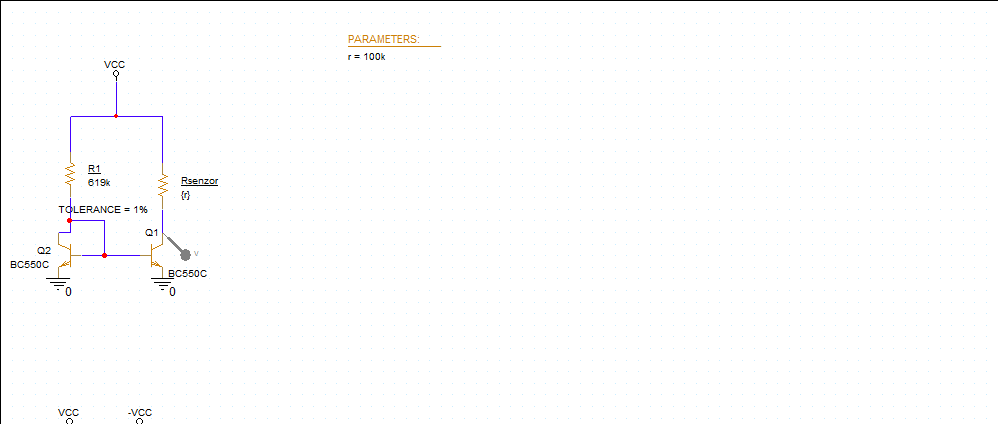 PARAMETERS:
r = 100k
VCC
R1
619k
Rsenzor
{r}
TOLERANCE = 1%
Q1
Q2
V
BC550C
BC550C
0
0
VCC
-VCC